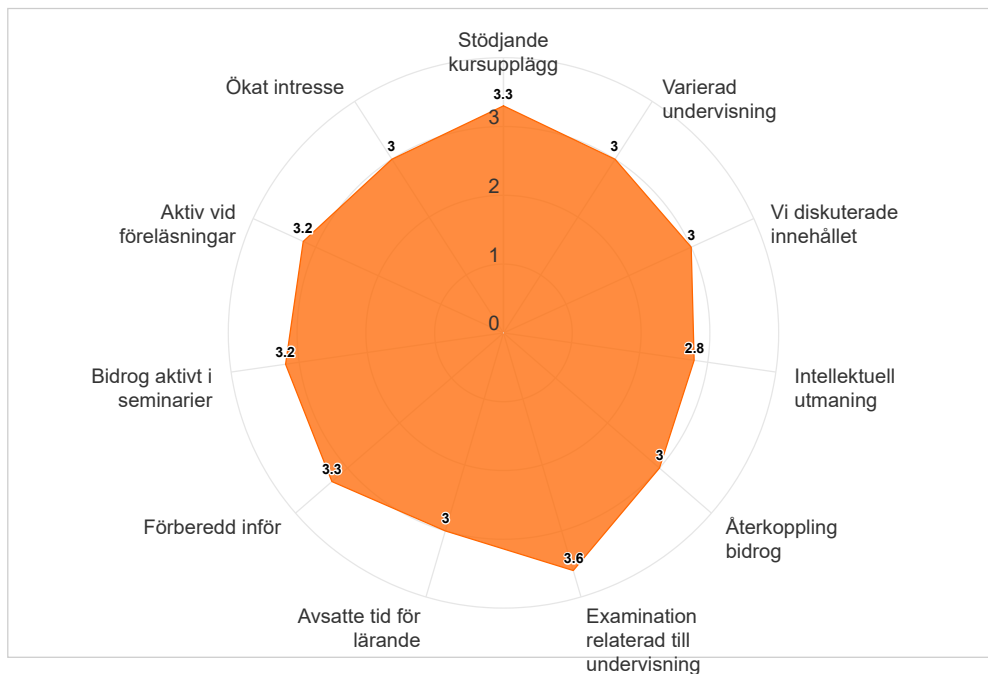 Stödjande
kursupplägg
3.3
Ökat intresse
Varierad
undervisning
3
3
3
2
1
0
Aktiv vid
föreläsningar
3.2
Vi diskuterade
innehållet
3
Bidrog aktivt i
seminarier
3.2
2.8
Intellektuell
utmaning
Förberedd inför
3.3
3
Återkoppling
bidrog
Avsatte tid för
lärande
3
3.6
Examination
relaterad till
undervisning